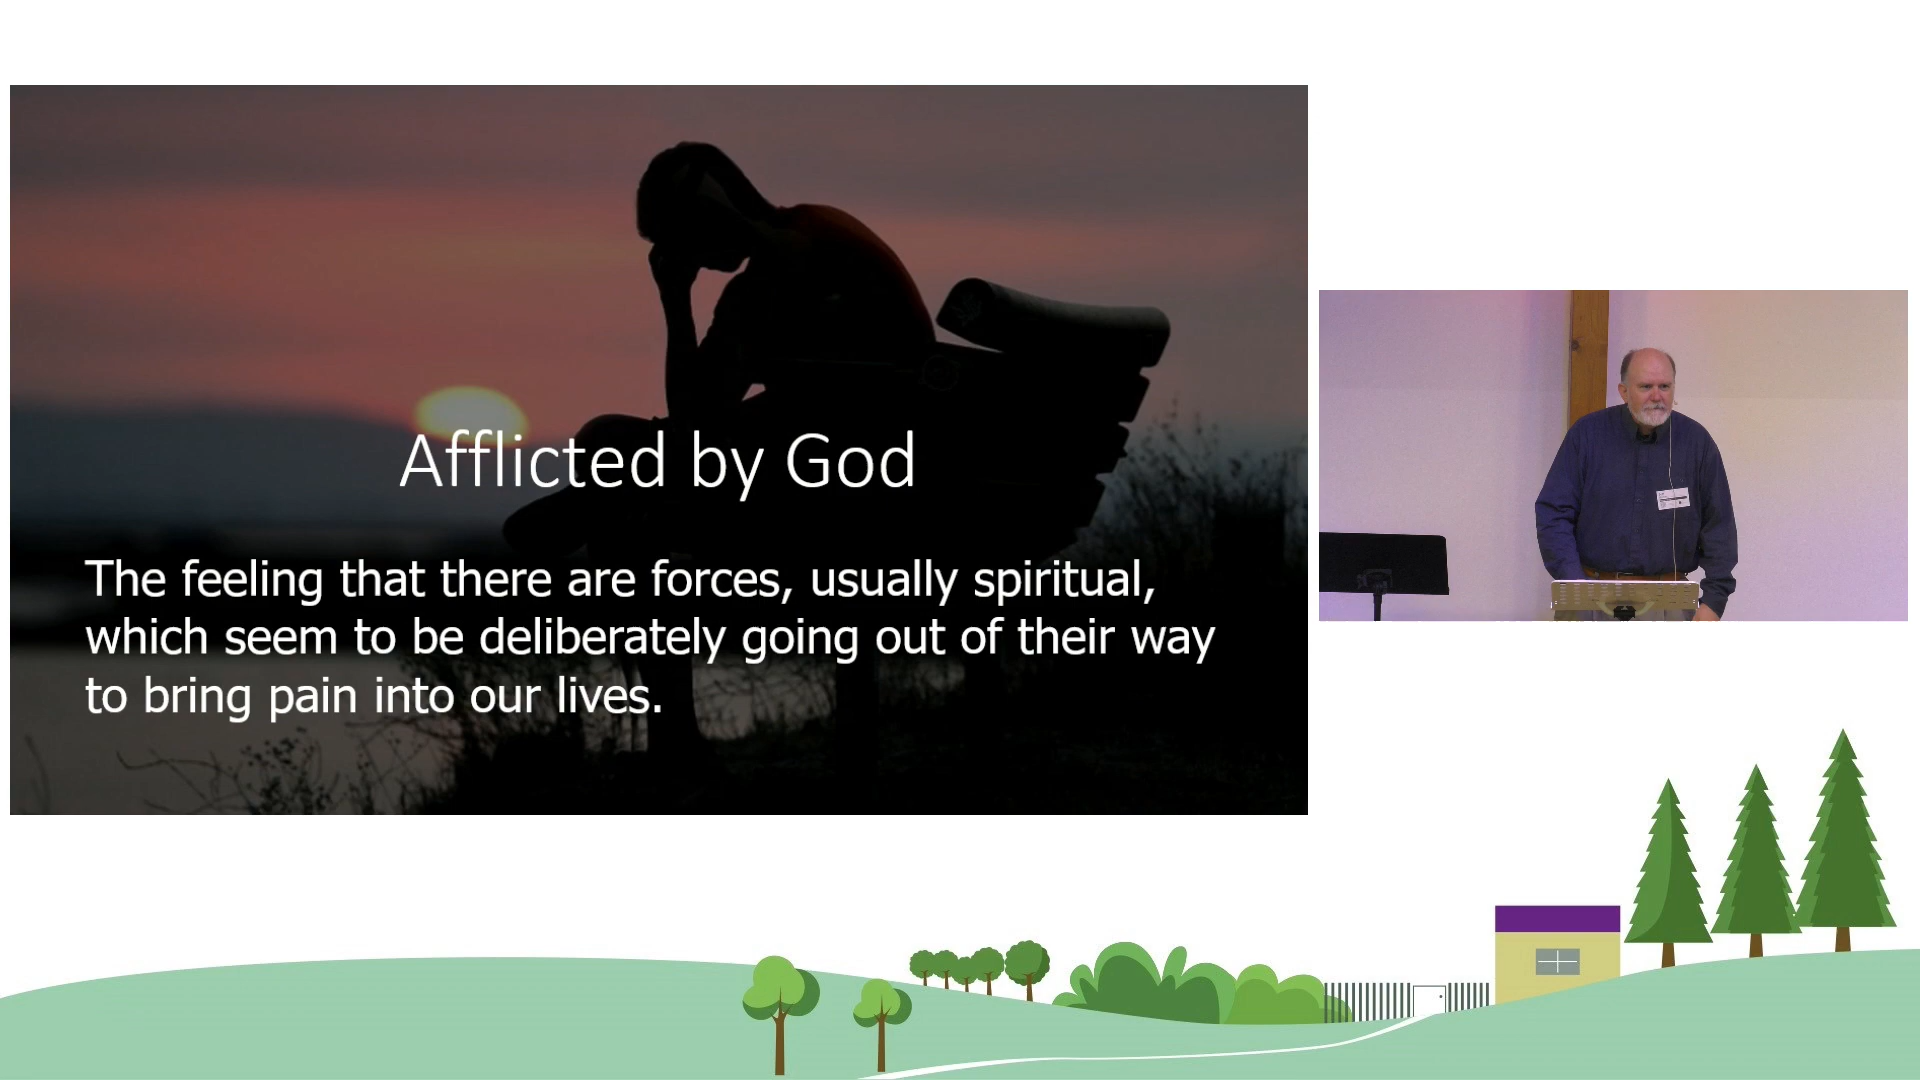 Afflicted by God
The feeling that there are forces, usually spiritual,
which seem to be deliberately going out of their way
to bring pain into our lives.